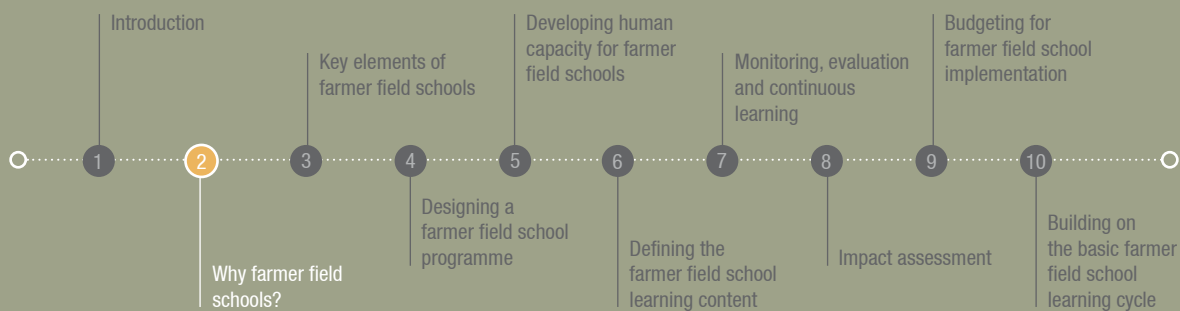 Introduction
Key elements of
farmer field schools
Developing human
capacity for farmer
field schools
Monitoring, evaluation
and continuous
learning
Budgeting for
farmer field school
implementation
1
2
3
4
5
6
7
8
9
10
Why farmer field
schools?
Designing a
farmer field school
programme
Defining the
farmer field school
learning content
Impact assessment
Building on
the basic farmer
field school
learning cycle